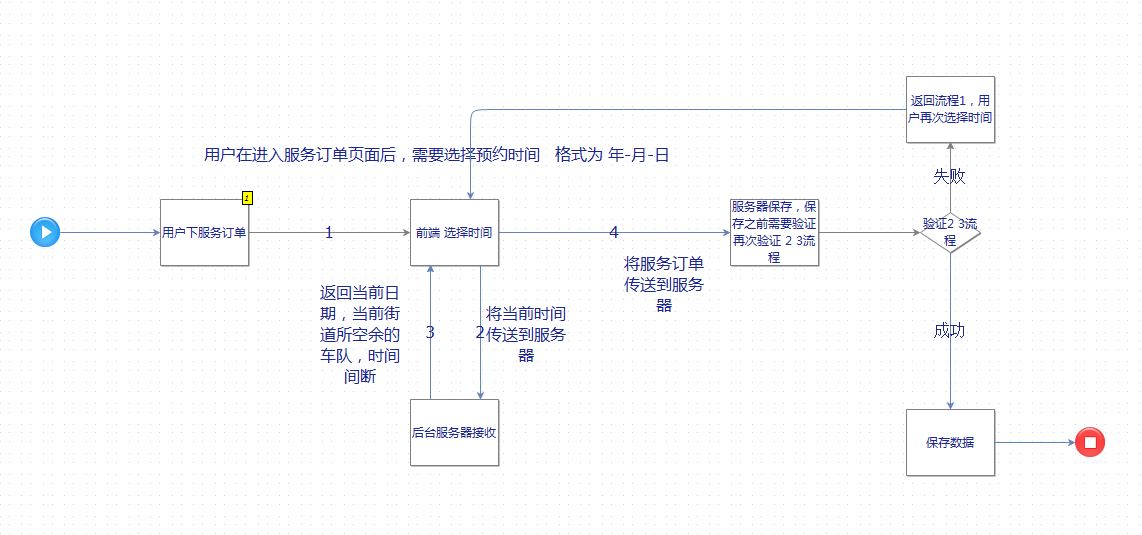 返回流程1，用
户再次选择时间
用户在进入服务订单页面后，需要选择预约时间 格式为 年-月-日
失败
用户下服务订单
1
前端 选择时间
4
服务器保存，保
存之前需要验证
再次验证 2 3流
程
验证2 3流
程
将服务订单
传送到服务
器
返回当前日
期，当前街
道所空余的
车队，时间
间断
3
2
将当前时间
传送到服务
器
成功
后台服务器接收
保存数据